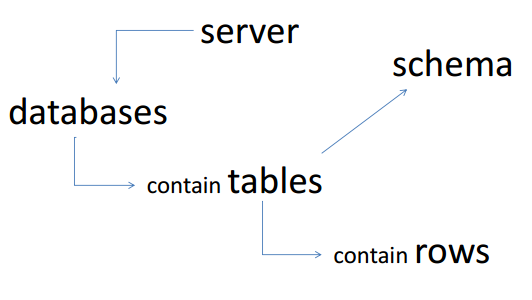 server
schema
databases
contain tables
contain rows